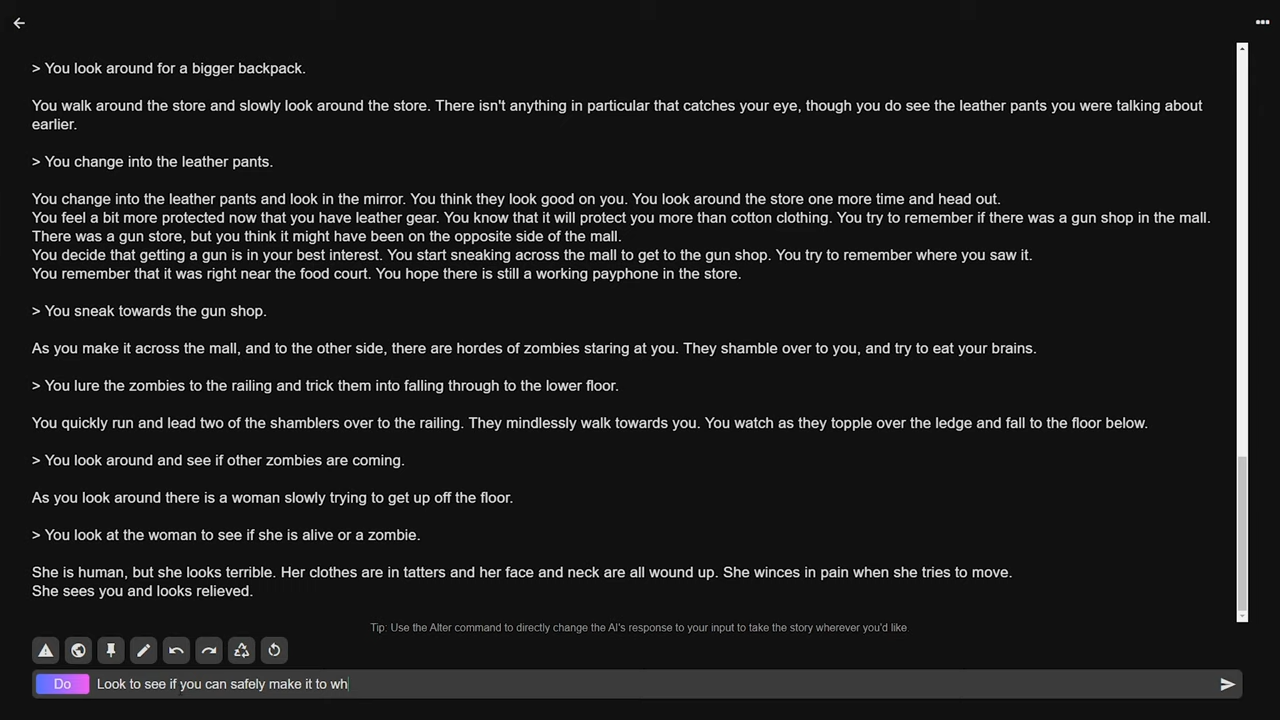 > You look around for a bigger backpack.
You walk around the store and slowly look around the store. There isn't anything in particular that catches your eye, though you do see the leather pants you were talking about
earlier.
> You change into the leather pants.
You change into the leather pants and look in the mirror. You think they look good on you. You look around the store one more time and head out.
You feel a bit more protected now that you have leather gear. You know that it will protect you more than cotton clothing. You try to remember if there was a gun shop in the mall.
There was a gun store, but you think it might have been on the opposite side of the mall.
You decide that getting a gun is in your best interest. You start sneaking across the mall to get to the gun shop. You try to remember where you saw it.
You remember that it was right near the food court. You hope there is still a working payphone in the store.
> You sneak towards the gun shop.
As you make it across the mall, and to the other side, there are hordes of zombies staring at you. They shamble over to you, and try to eat your brains.
> You lure the zombies to the railing and trick them into falling through to the lower floor.
You quickly run and lead two of the shamblers over to the railing. They mindlessly walk towards you. You watch as they topple over the ledge and fall to the floor below.
> You look around and see if other zombies are coming.
As you look around there is a woman slowly trying to get up off the floor.
> You look at the woman to see if she is alive or a zombie.
She is human, but she looks terrible. Her clothes are in tatters and her face and neck are all wound up. She winces in pain when she tries to move.
She sees you and looks relieved.
Tip: Use the Alter command to directly change the AI's response to your input to take the story wherever you'd like.
Do Look to see if you can safely make it to wh